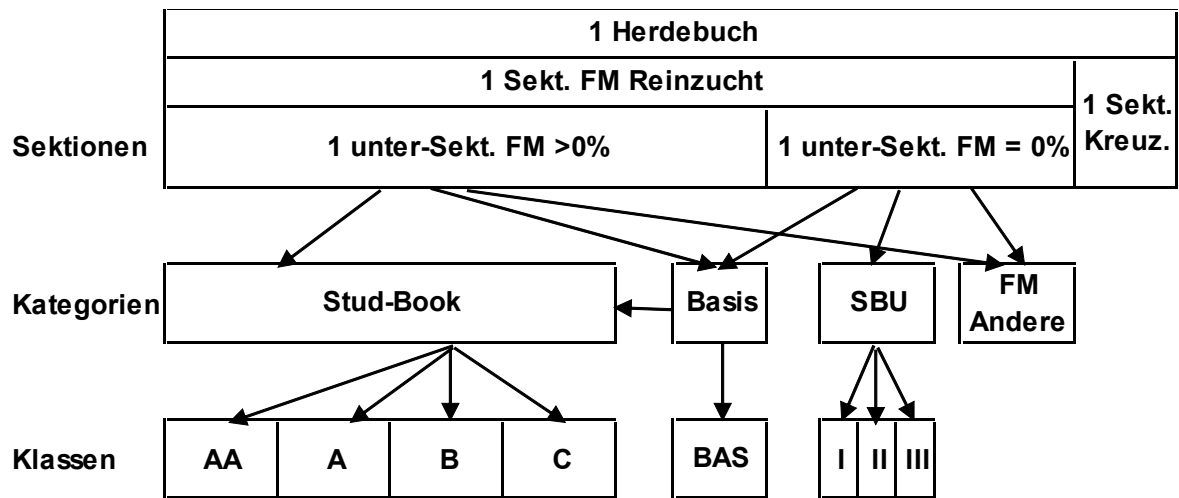 1 Herdebuch
1 Sekt. FM Reinzucht
1 Sekt.
Kreuz.
Sektionen
1 unter-Sekt. FM >0%
1 unter-Sekt. FM = 0%
Kategorien
Stud-Book
Basis
SBU
FM
Andere
Klassen
AA
A
B
C
BAS
I
II
III